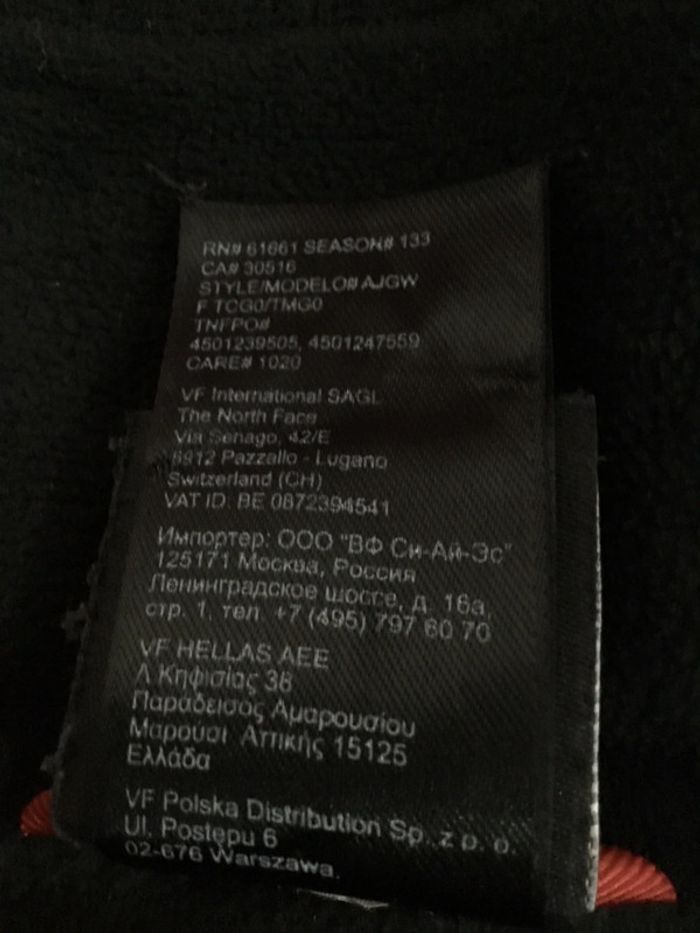 RN# 61661 SEASON# 133
CA# 30516
STYLE/MODELO# AJGW
F TCG0/TMG0
TNFPO#
4501239505, 4501247559
CARE# 1020
VF International SAGL
The North Face
Via Senago, 42/E
6912 Pazzallo - Lugano
Switzerland (CH)
VAT ID: BE 0872394541
Импортер: ООО "ВФ Си-Ай-Эс"
125171 Москва, Россия
Ленинградское шоссе, д. 16а,
стр. 1, тел. +7 (495) 797 60 70
VF HELLAS AEE
Λ Κηφισίας 38
Παράδεισος Αμαρουσίου
Μαρούσι Αττικής 15125
Ελλάδα
VF Polska Distribution Sp. z o. o.
Ul. Postepu 6
02-676 Warszawa.